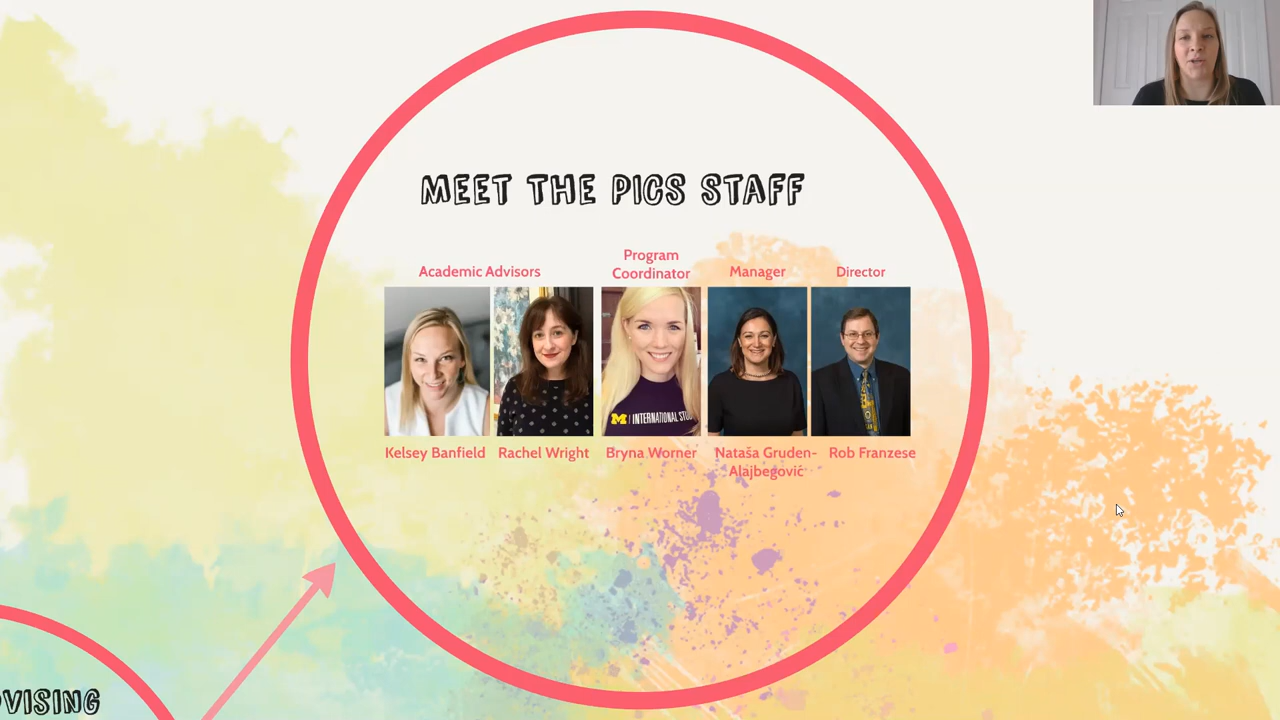 MEET THE PICS STAFF
Academic Advisors
Program
Coordinator
Manager
Director
M INTERNATIONAL
Kelsey Banfield
Rachel Wright
Bryna Worner
Nataša Gruden-
Alajbegović
Rob Franzese